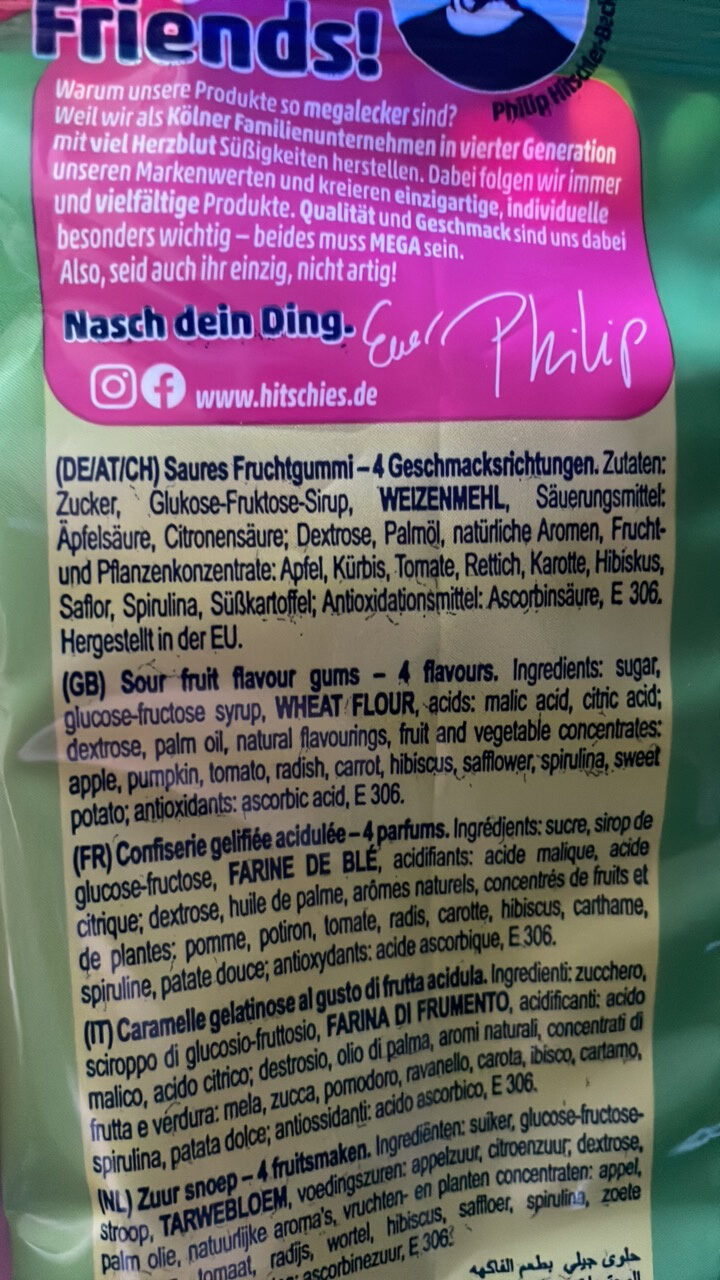 Friends!
Philip Hitschler-Bec
Warum unsere Produkte so megalecker sind?
Weil wir als Kölner Familienunternehmen in vierter Generation
mit viel Herzblut Süßigkeiten herstellen. Dabei folgen wir immer
unseren Markenwerten und kreieren einzigartige, individuelle
und vielfältige Produkte. Qualität und Geschmack sind uns dabei
besonders wichtig – beides muss MEGA sein.
Also, seid auch ihr einzig, nicht artig!
Nasch dein Ding. Euer Philip
www.hitschies.de
(DE/AT/CH) Saures Fruchtgummi – 4 Geschmacksrichtungen. Zutaten:
Zucker, Glukose-Fruktose-Sirup, WEIZENMEHL, Säuerungsmittel:
Äpfelsäure, Citronensäure; Dextrose, Palmöl, natürliche Aromen, Frucht-
und Pflanzenkonzentrate: Apfel, Kürbis, Tomate, Rettich, Karotte, Hibiskus,
Saflor, Spirulina, Süßkartoffel; Antioxidationsmittel: Ascorbinsäure, E 306.
Hergestellt in der EU.
(GB) Sour fruit flavour gums – 4 flavours. Ingredients: sugar,
glucose-fructose syrup, WHEAT FLOUR, acids: malic acid, citric acid;
dextrose, palm oil, natural flavourings, fruit and vegetable concentrates:
apple, pumpkin, tomato, radish, carrot, hibiscus, safflower, spirulina, sweet
potato; antioxidants: ascorbic acid, E 306.
(FR) Confiserie gelifiée acidulée – 4 parfums. Ingrédients: sucre, sirop de
glucose-fructose, FARINE DE BLÉ, acidifiants: acide malique, acide
citrique; dextrose, huile de palme, arômes naturels, concentrés de fruits et
de plantes: pomme, potiron, tomate, radis, carotte, hibiscus, carthame,
spiruline, patate douce; antioxydants: acide ascorbique, E 306.
(IT) Caramelle gelatinose al gusto di frutta acidula. Ingredienti: zucchero,
sciroppo di glucosio-fruttosio, FARINA DI FRUMENTO, acidificanti: acido
malico, acido citrico; destrosio, olio di palma, aromi naturali, concentrati di
frutta e verdura: mela, zucca, pomodoro, ravanello, carota, ibisco, cartamo,
spirulina, patata dolce; antiossidanti: acido ascorbico, E 306.
(NL) Zuur snoep – 4 fruitsmaken. Ingrediënten: suiker, glucose-fructose-
stroop, TARWEBLOEM, voedingszuren: appelzuur, citroenzuur; dextrose,
palm olie, natuurlijke aroma's, vruchten- en planten concentraten: appel,
tomaat, radijs, wortel, hibiscus, saffloer, spirulina, zoete
ascorbinezuur, E 306.
حلوى جيلي بطعم الفاكهه